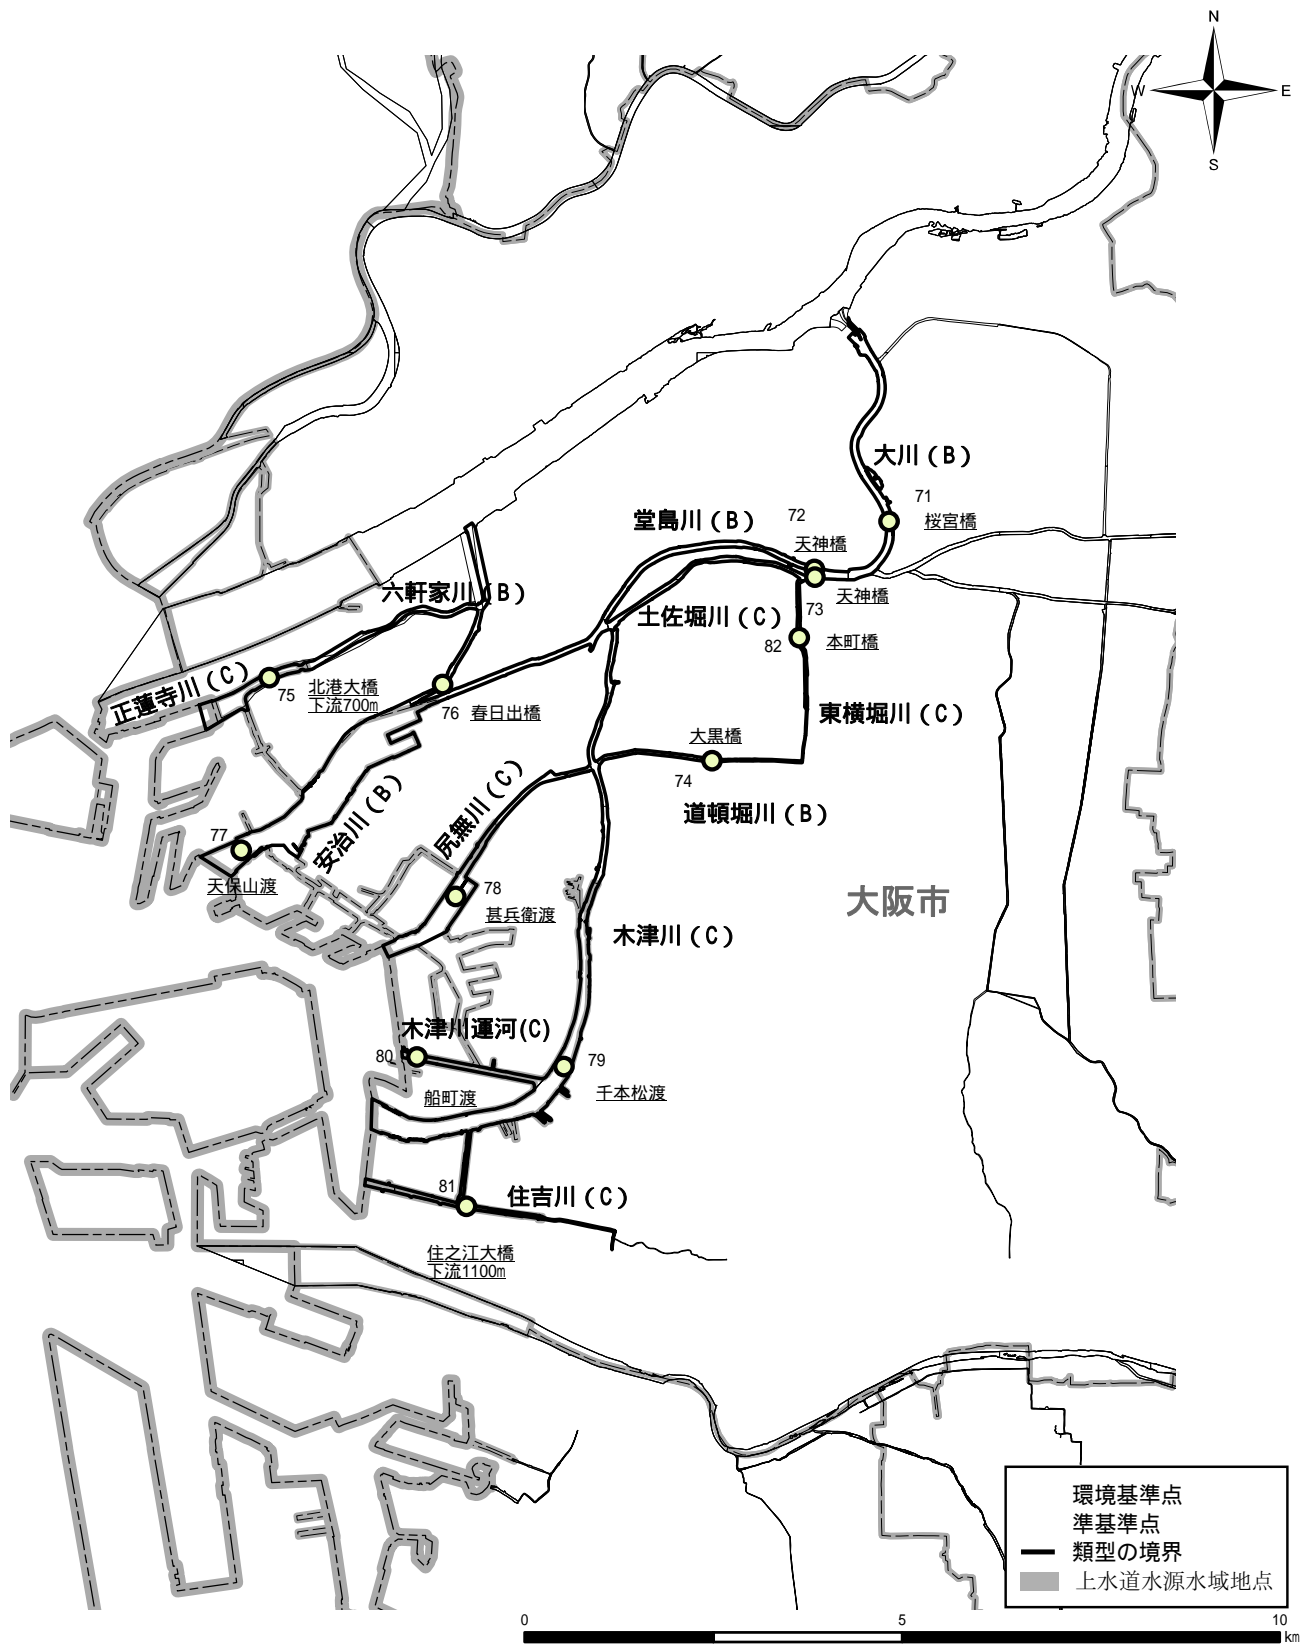 N
W
E
S
大川（B）
71
桜宮橋
堂島川（B）
72
天神橋
天神橋
73
六軒家川（B）
土佐堀川（C）
82
本町橋
正蓮寺川（C）
75
北港大橋
下流700m
76
春日出橋
東横堀川（C）
大黒橋
74
道頓堀川（B）
安治川（B）
尻無川（C）
77
天保山渡
78
甚兵衛渡
大阪市
木津川（C）
木津川運河(C)
80
79
船町渡
千本松渡
81
住吉川（C）
住之江大橋
下流1100m
環境基準点
準基準点
類型の境界
上水道水源水域地点
0
5
10
km